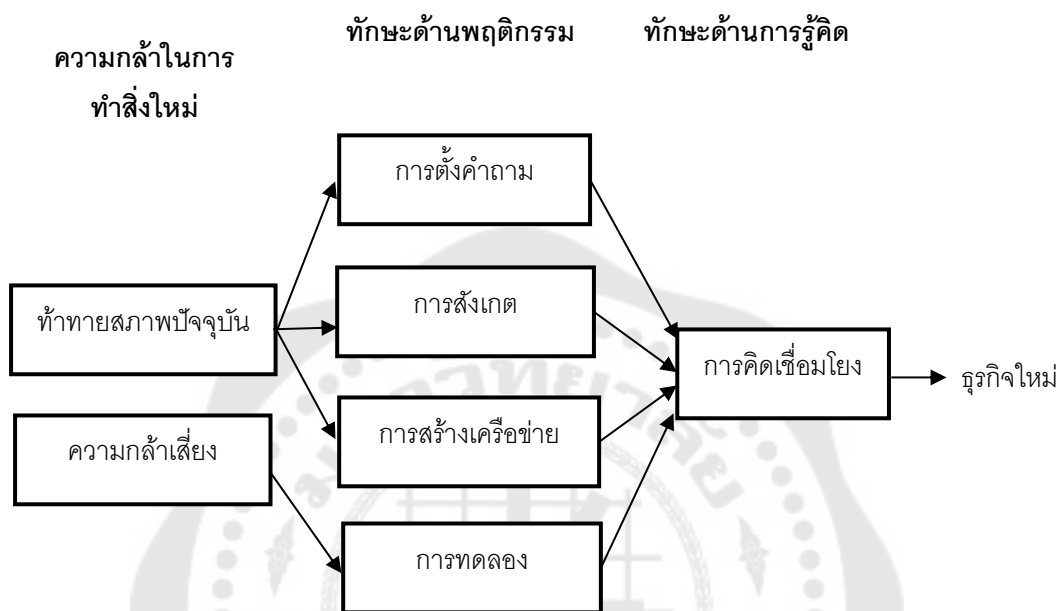 ความกล้าในการ
ทำสิ่งใหม่
ทักษะด้านพฤติกรรม
ทักษะด้านการรู้คิด
ท้าทายสภาพปัจจุบัน
ความกล้าเสี่ยง
การตั้งคำถาม
การสังเกต
การสร้างเครือข่าย
การทดลอง
การคิดเชื่อมโยง
ธุรกิจใหม่